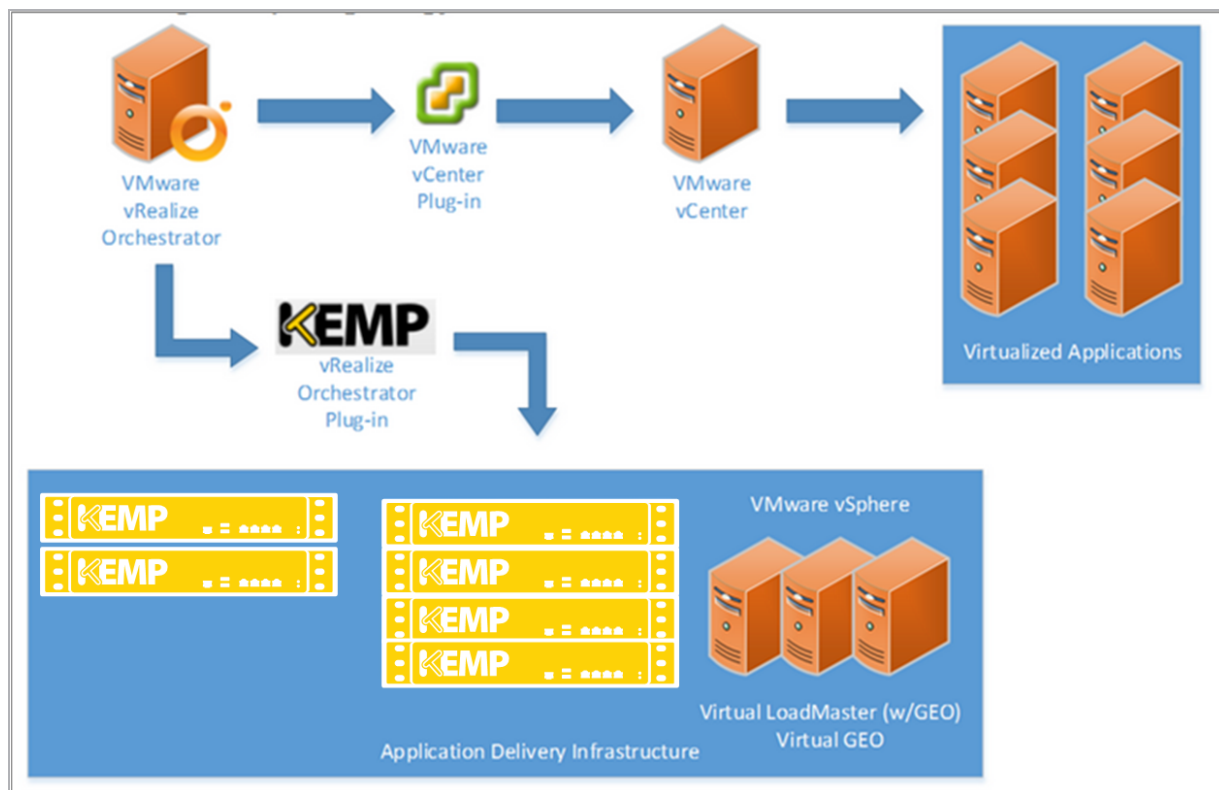 VMware
vRealize
Orchestrator
VMware
vCenter
Plug-in
VMware
vCenter
Virtualized Applications
KEMP
vRealize
Orchestrator
Plug-in
KEMP
KEMP
KEMP
KEMP
KEMP
KEMP
VMware vSphere
Virtual LoadMaster (w/GEO)
Virtual GEO
Application Delivery Infrastructure